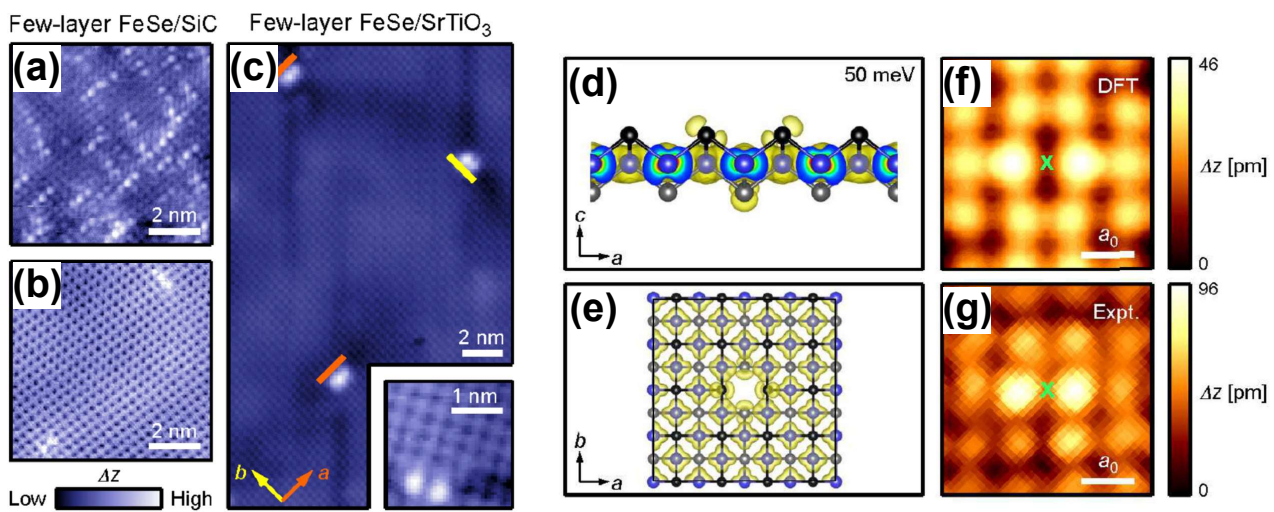 Few-layer FeSe/SiC
Few-layer FeSe/SrTiO3
(a)
2 nm
(b)
2 nm
Δz
Low
High
(c)
2 nm
b
a
1 nm
(d)
50 meV
c
a
(e)
b
a
(f)
DFT
x
a0
46
Δz [pm]
0
(g)
Expt.
x
a0
96
Δz [pm]
0